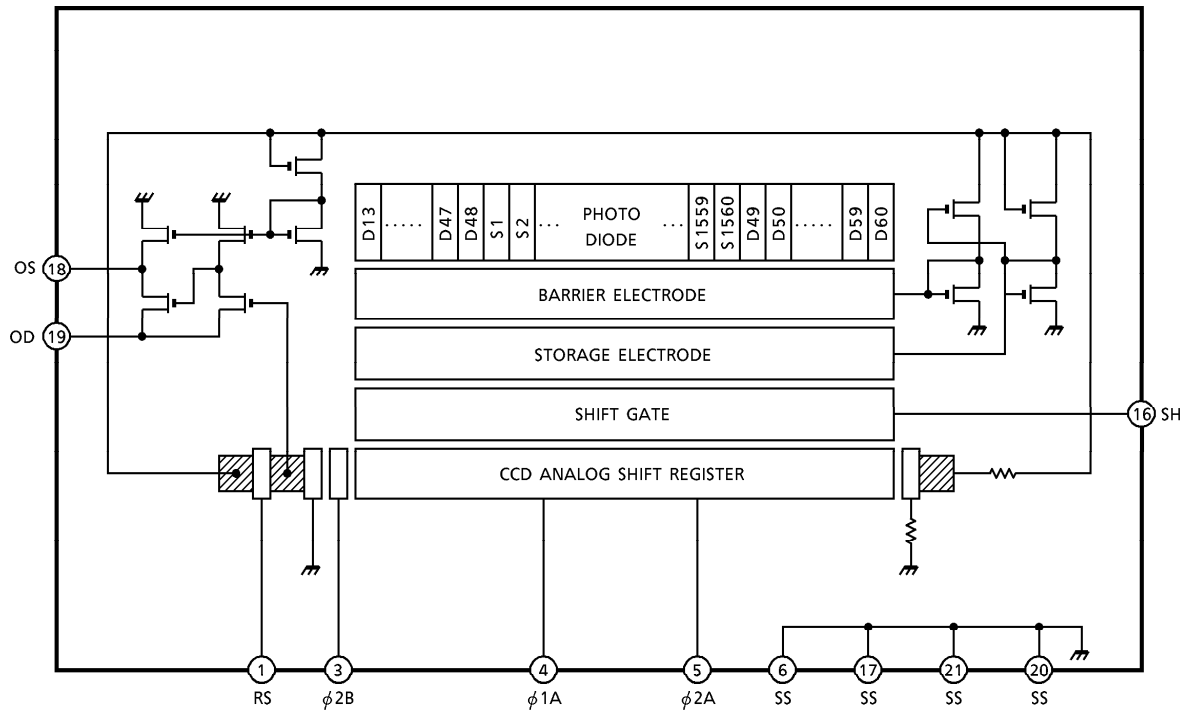 D13 ..... D47 D48 S1 S2 ... PHOTO DIODE ... S1559 S1560 D49 D50 ..... D59 D60
OS 18
BARRIER ELECTRODE
OD 19
STORAGE ELECTRODE
SHIFT GATE
16 SH
CCD ANALOG SHIFT REGISTER
1 3 4 5 6 17 21 20
RS ϕ2B ϕ1A ϕ2A SS SS SS SS